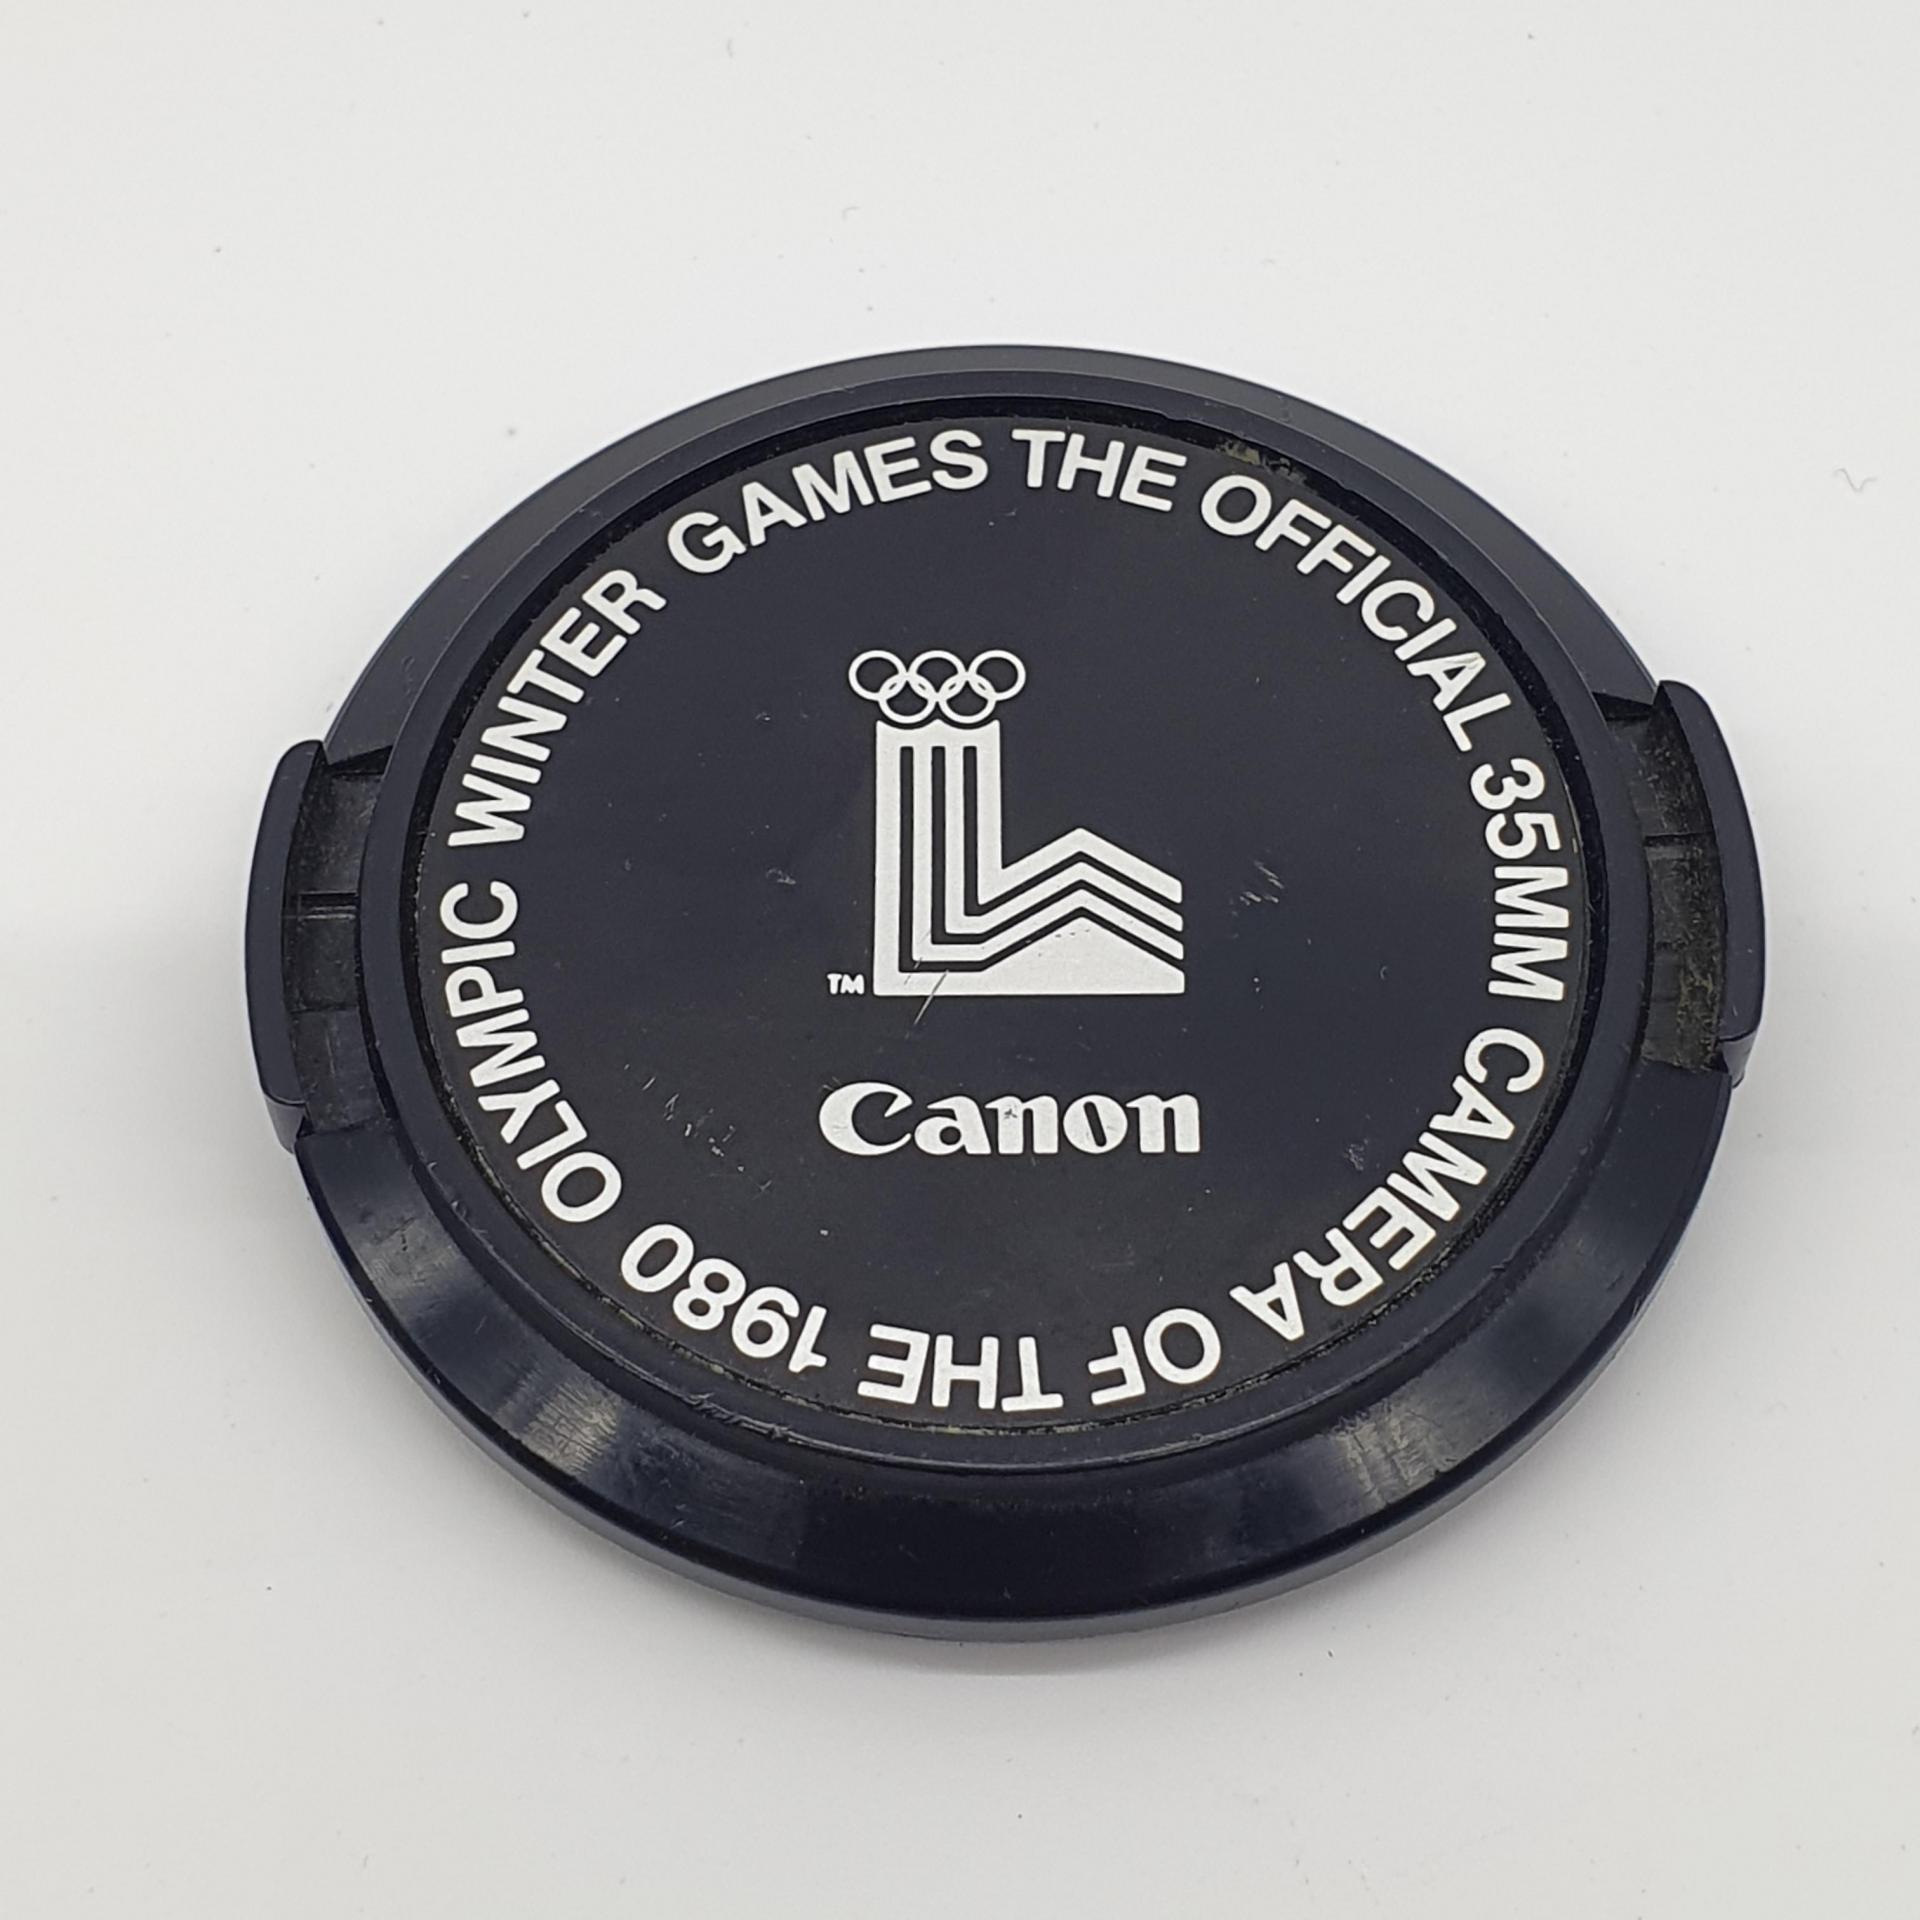 THE OFFICIAL 35MM CAMERA OF THE 1980 OLYMPIC WINTER GAMES
TM
Canon